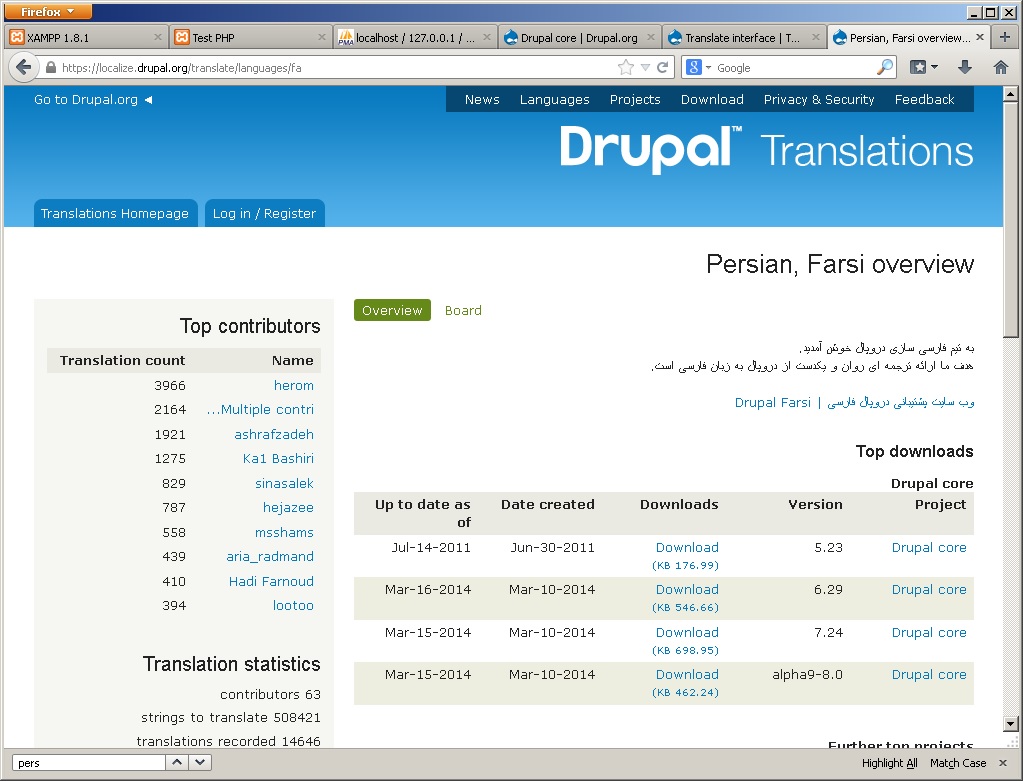 Firefox
XAMPP 1.8.1
Test PHP
localhost / 127.0.0.1 / ...
Drupal core | Drupal.org
Translate interface | T...
Persian, Farsi overview...
https://localize.drupal.org/translate/languages/fa
Google
Go to Drupal.org
News Languages Projects Download Privacy & Security Feedback
Drupal™ Translations
Translations Homepage
Log in / Register
Persian, Farsi overview
Top contributors
Translation count Name
3966 herom
2164 ...Multiple contri
1921 ashrafzadeh
1275 Ka1 Bashiri
829 sinasalek
787 hejazee
558 msshams
439 aria_radmand
410 Hadi Farnoud
394 lootoo
Translation statistics
contributors 63
strings to translate 508421
translations recorded 14646
Overview Board
به تیم فارسی سازی دروپال خوش آمدید.
هدف ما ارائه ترجمه ای روان و یکدست از دروپال به زبان فارسی است.
وب سایت پشتیبانی دروپال فارسی | Drupal Farsi
Top downloads
Drupal core
Up to date as of Date created Downloads Version Project
Jul-14-2011 Jun-30-2011 Download 5.23 Drupal core
(KB 176.99)
Mar-16-2014 Mar-10-2014 Download 6.29 Drupal core
(KB 546.66)
Mar-15-2014 Mar-10-2014 Download 7.24 Drupal core
(KB 698.95)
Mar-15-2014 Mar-10-2014 Download alpha9-8.0 Drupal core
(KB 462.24)
Further top projects
pers
Highlight All Match Case